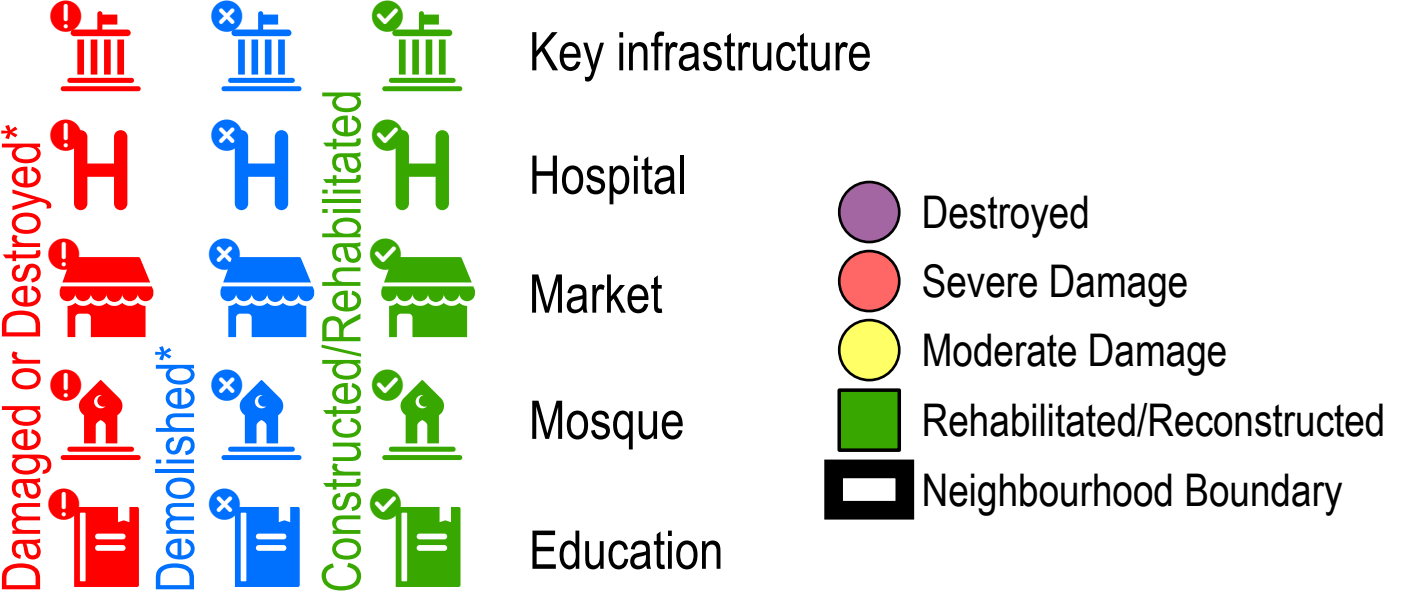 Damaged or Destroyed*
Demolished*
Constructed/Rehabilitated
Key infrastructure
Hospital
Market
Mosque
Education
Destroyed
Severe Damage
Moderate Damage
Rehabilitated/Reconstructed
Neighbourhood Boundary